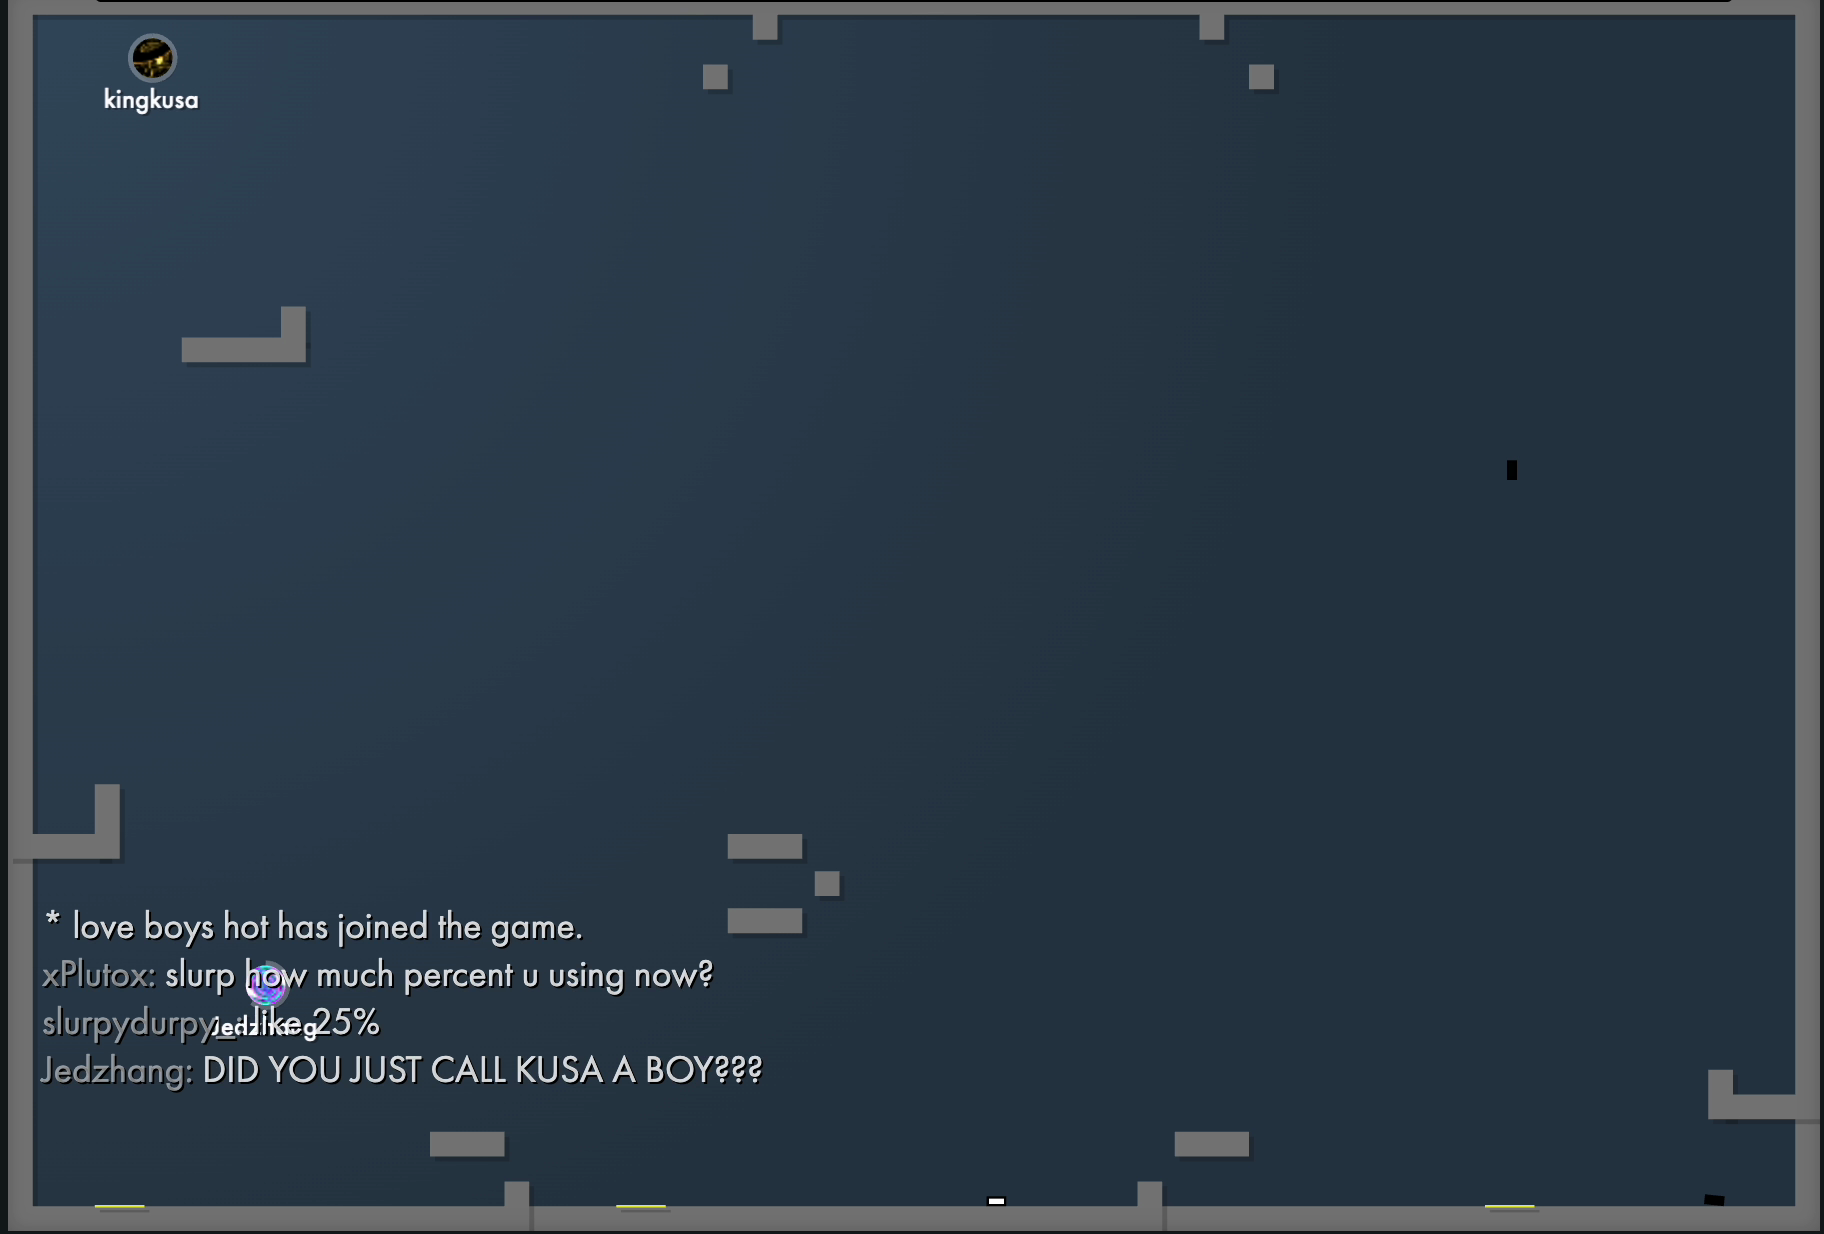 kingkusa
* love boys hot has joined the game.
xPlutox: slurp how much percent u using now?
slurpydurpy_: like 25%
Jedzhang
Jedzhang: DID YOU JUST CALL KUSA A BOY???